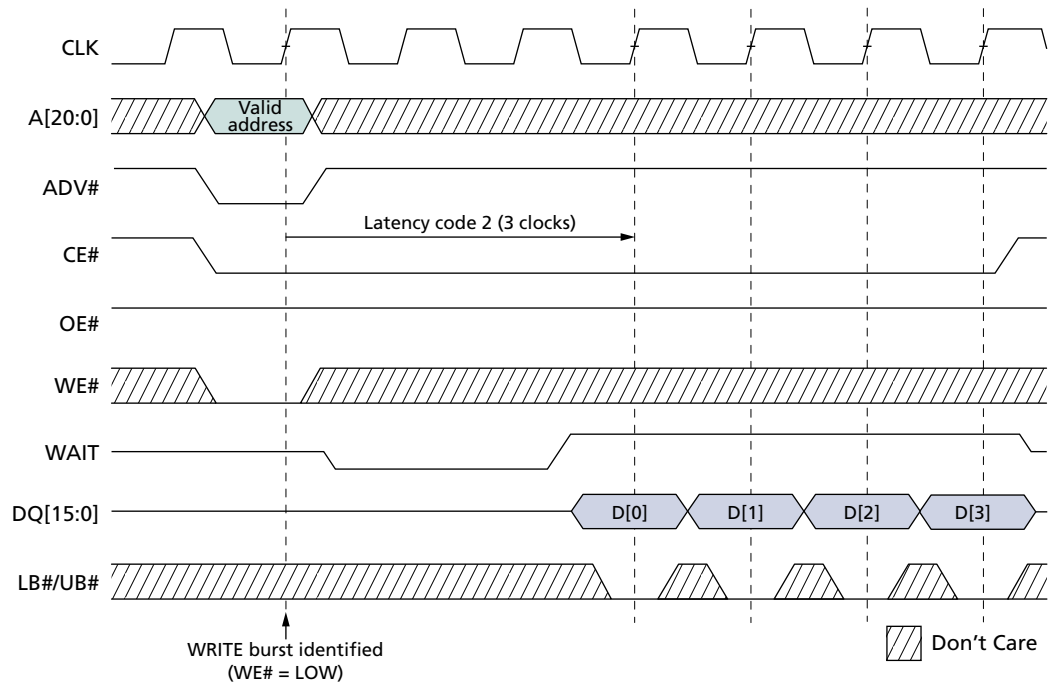 CLK
A[20:0]
Valid
address
ADV#
Latency code 2 (3 clocks)
CE#
OE#
WE#
WAIT
DQ[15:0]
D[0]
D[1]
D[2]
D[3]
LB#/UB#
WRITE burst identified
(WE# = LOW)
Don't Care